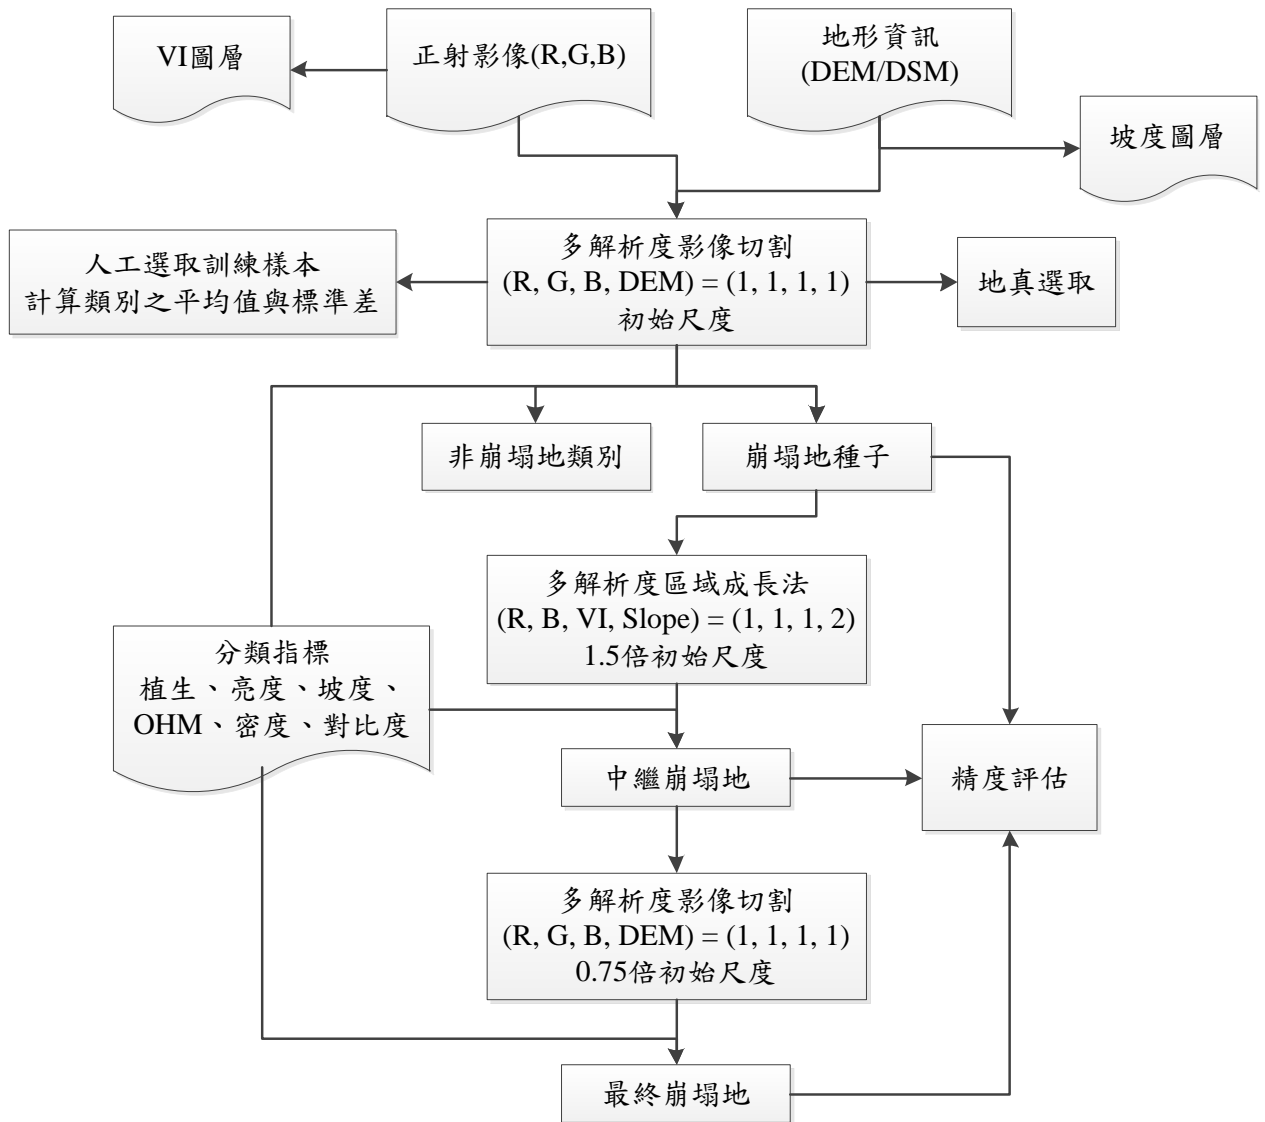 VI圖層
正射影像(R,G,B)
地形資訊
(DEM/DSM)
坡度圖層
人工選取訓練樣本
計算類別之平均值與標準差
多解析度影像切割
(R, G, B, DEM) = (1, 1, 1, 1)
初始尺度
地真選取
非崩塌地類別
崩塌地種子
多解析度區域成長法
(R, B, VI, Slope) = (1, 1, 1, 2)
1.5倍初始尺度
分類指標
植生、亮度、坡度、
OHM、密度、對比度
中繼崩塌地
精度評估
多解析度影像切割
(R, G, B, DEM) = (1, 1, 1, 1)
0.75倍初始尺度
最終崩塌地